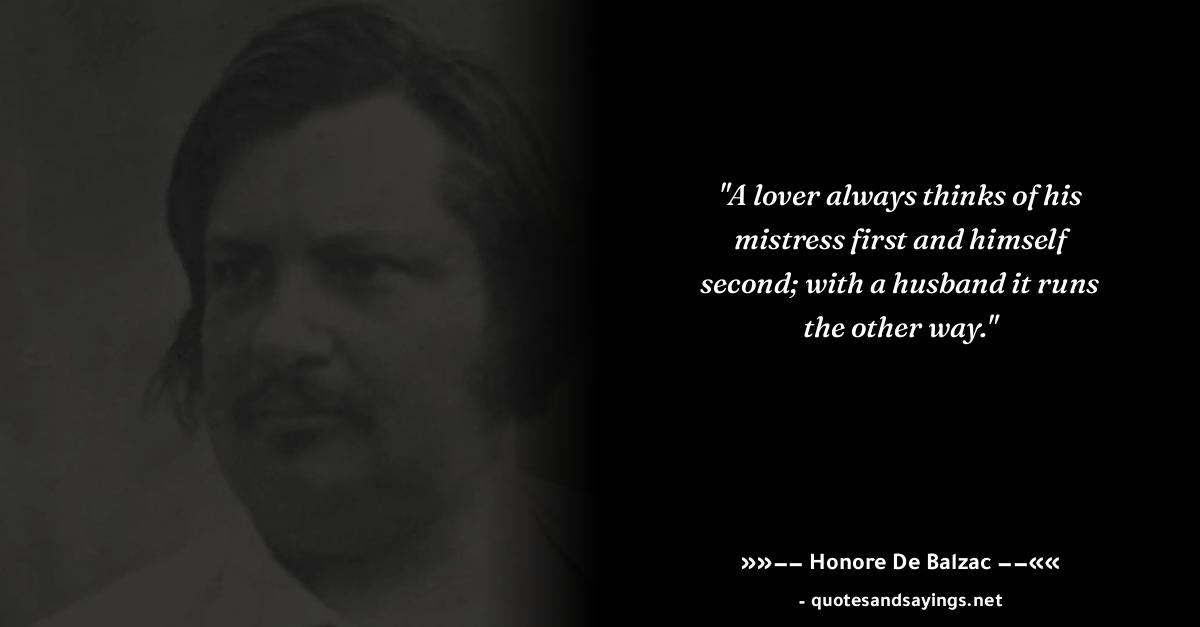 "A lover always thinks of his
mistress first and himself
second; with a husband it runs
the other way."
»»−− Honore De Balzac −−««
- quotesandsayings.net